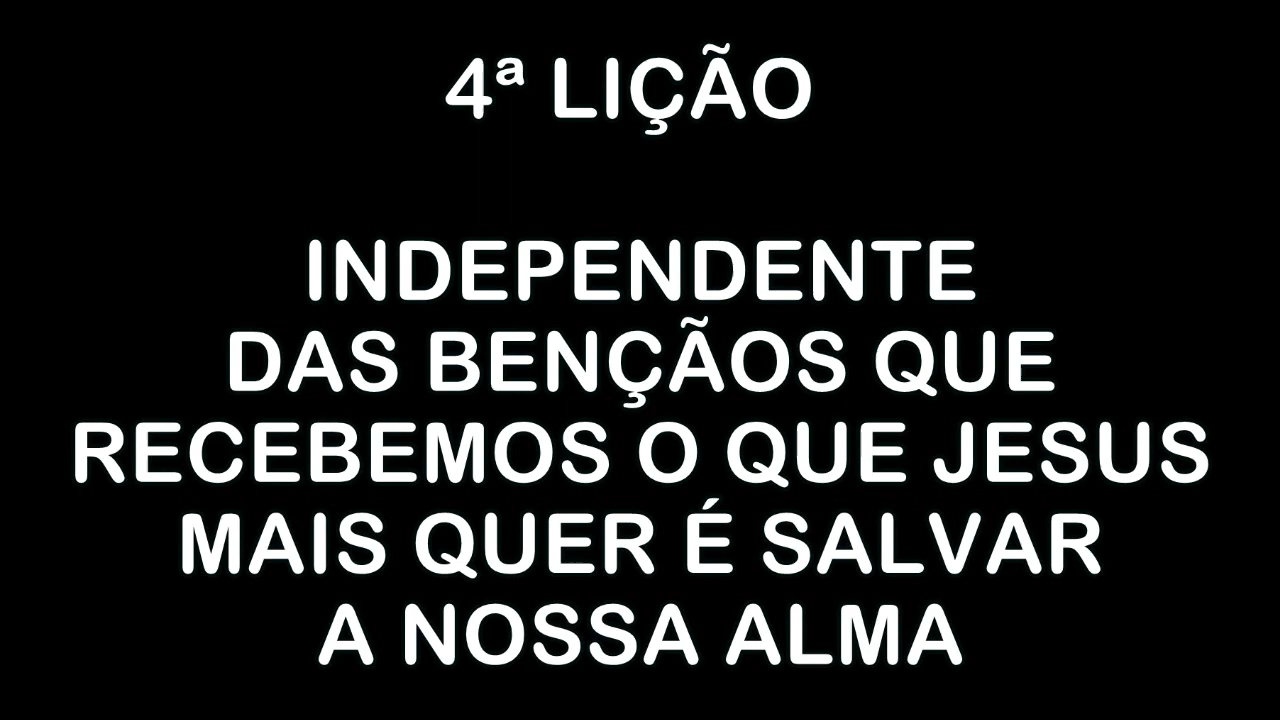 4ª LIÇÃO
INDEPENDENTE
DAS BENÇÃOS QUE
RECEBEMOS O QUE JESUS
MAIS QUER É SALVAR
A NOSSA ALMA